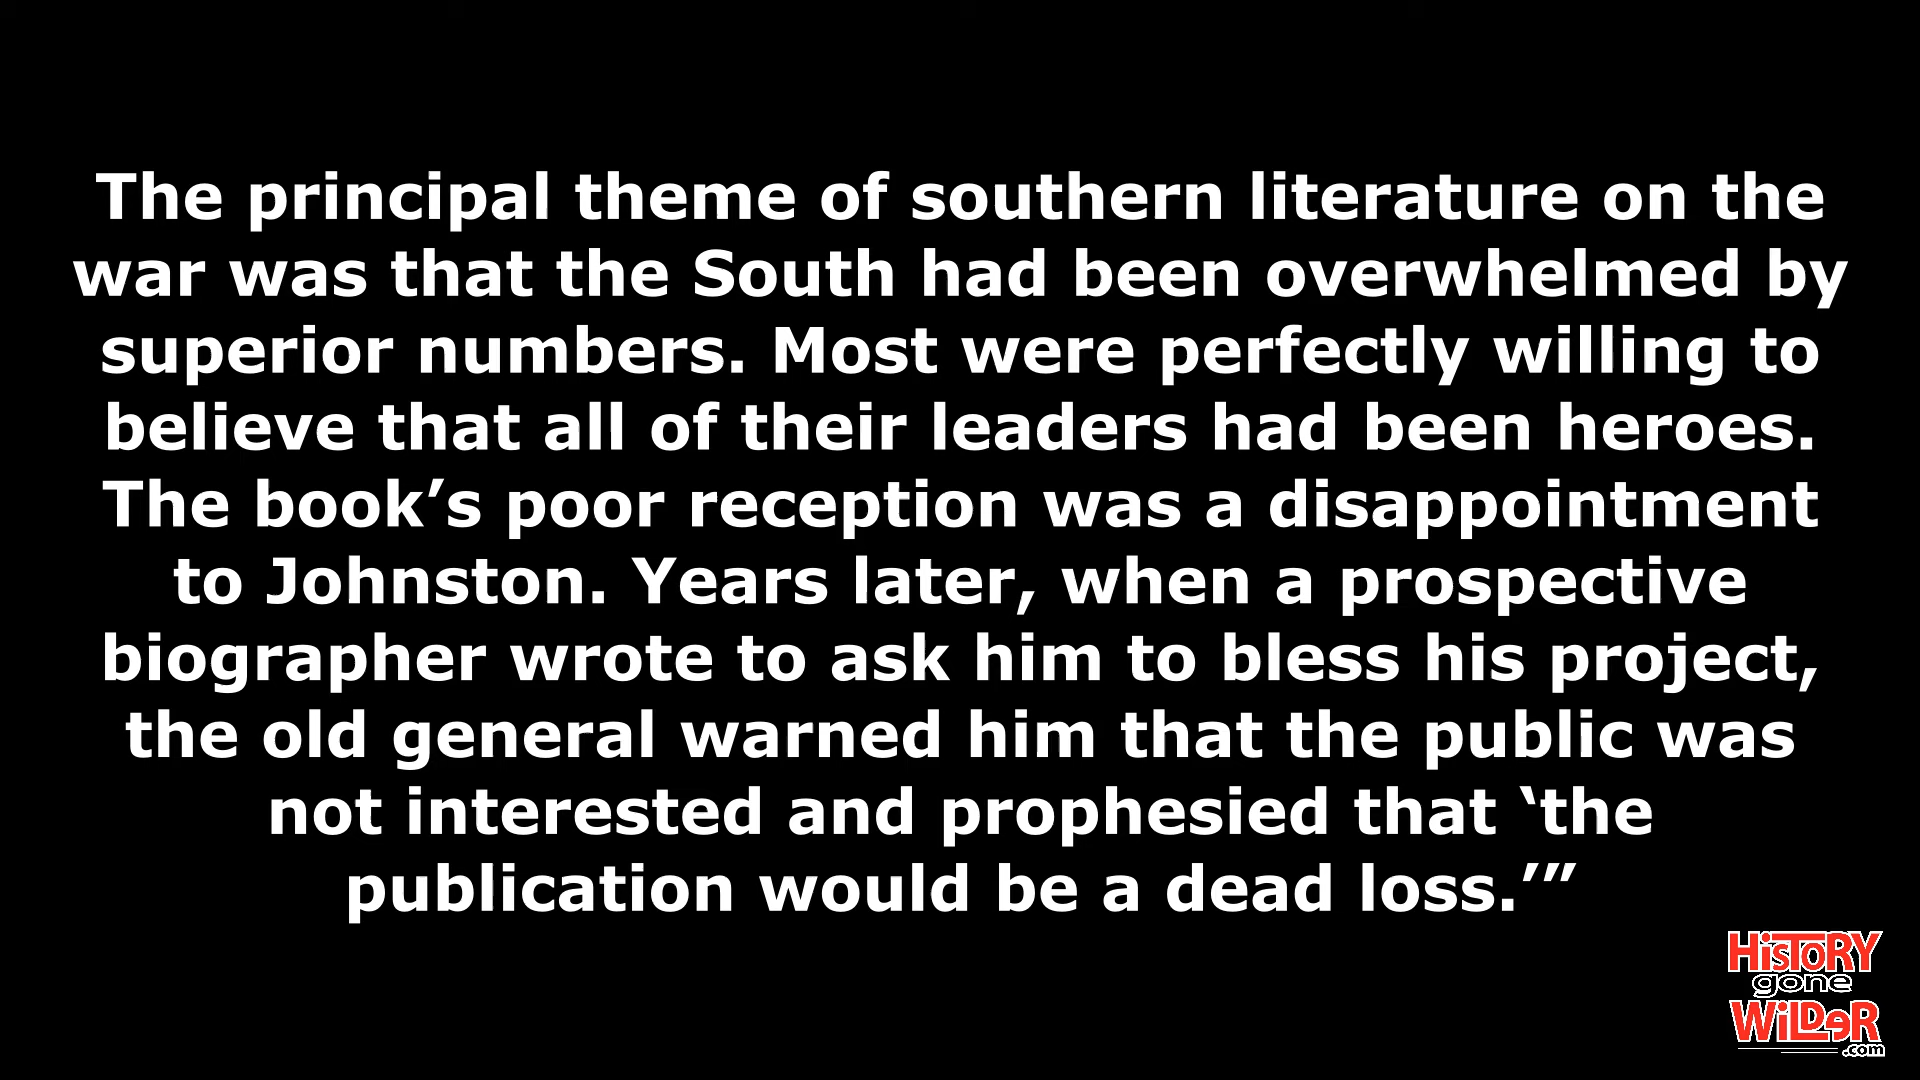 The principal theme of southern literature on the
war was that the South had been overwhelmed by
superior numbers. Most were perfectly willing to
believe that all of their leaders had been heroes.
The book’s poor reception was a disappointment
to Johnston. Years later, when a prospective
biographer wrote to ask him to bless his project,
the old general warned him that the public was
not interested and prophesied that ‘the
publication would be a dead loss.’”
HiSTORY
gone
WiLDeR
.com